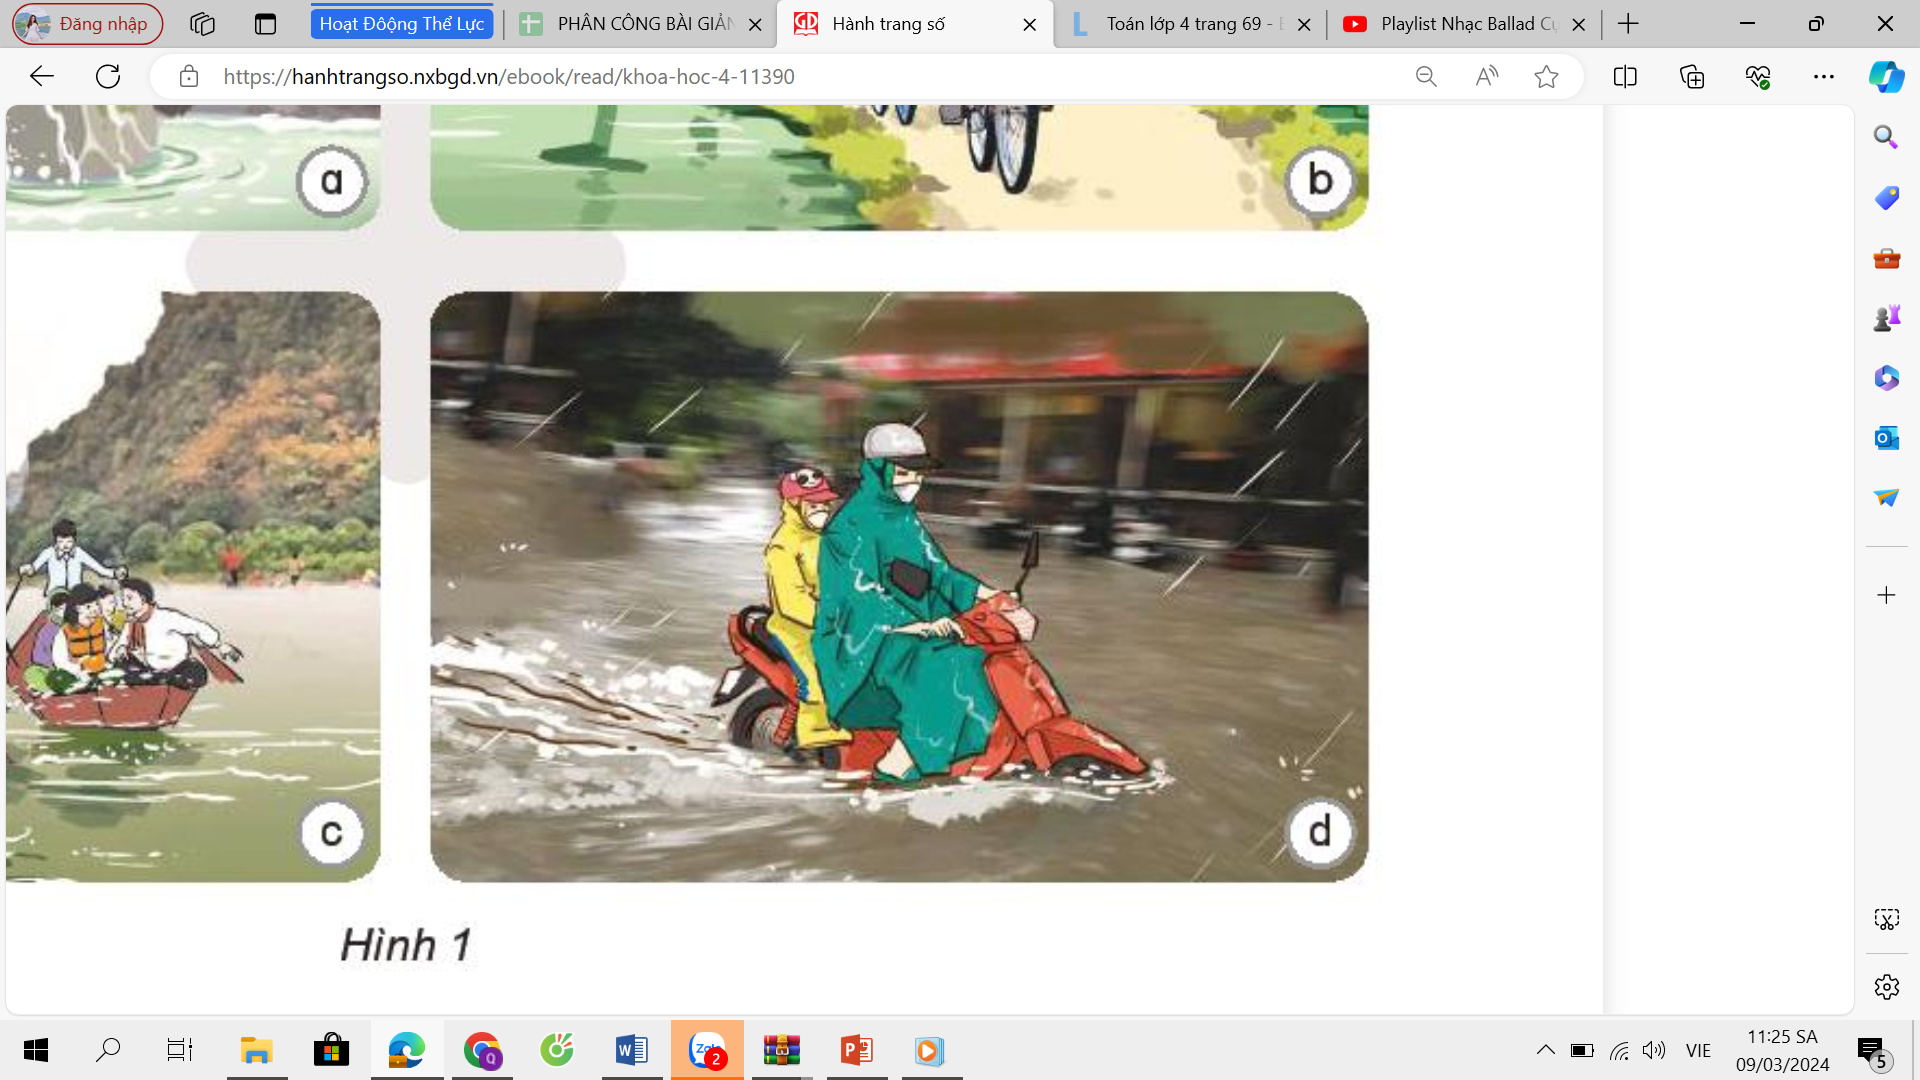 Đăng nhập
Hoạt Đôộng Thể Lực
PHÂN CÔNG BÀI GIẢN
Hành trang số
Toán lớp 4 trang 69 - 
Playlist Nhạc Ballad C
https://hanhtrangso.nxbgd.vn/ebook/read/khoa-hoc-4-11390
a
b
c
d
Hình 1
VIE
11:25 SA
09/03/2024
5
2